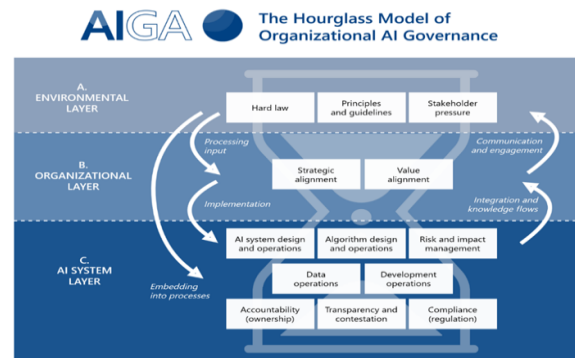 AIGA
The Hourglass Model of
Organizational AI Governance
A.
ENVIRONMENTAL
LAYER
Hard law
Principles
and guidelines
Stakeholder
pressure
Processing
input
Communication
and engagement
B.
ORGANIZATIONAL
LAYER
Strategic
alignment
Value
alignment
Implementation
Integration and
knowledge flows
C.
AI SYSTEM
LAYER
AI system design
and operations
Algorithm design
and operations
Risk and impact
management
Data
operations
Development
operations
Embedding
into processes
Accountability
(ownership)
Transparency and
contestation
Compliance
(regulation)